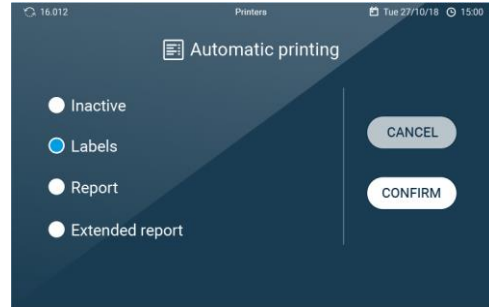 16.012 Printers Tue 27/10/18 15:00
Automatic printing
Inactive
Labels
Report
Extended report
CANCEL
CONFIRM